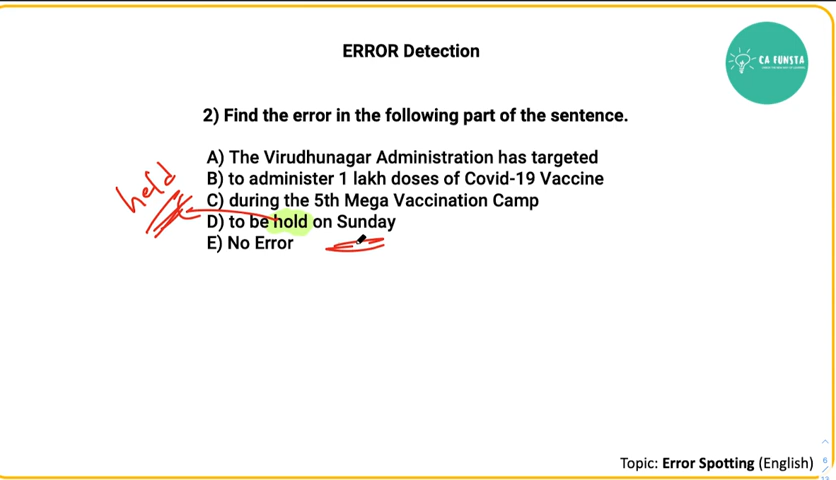 ERROR Detection
CA FUNSTA
2) Find the error in the following part of the sentence.
A) The Virudhunagar Administration has targeted
B) to administer 1 lakh doses of Covid-19 Vaccine
held
C) during the 5th Mega Vaccination Camp
D) to be hold on Sunday
E) No Error
Topic: Error Spotting (English)
6
/
13